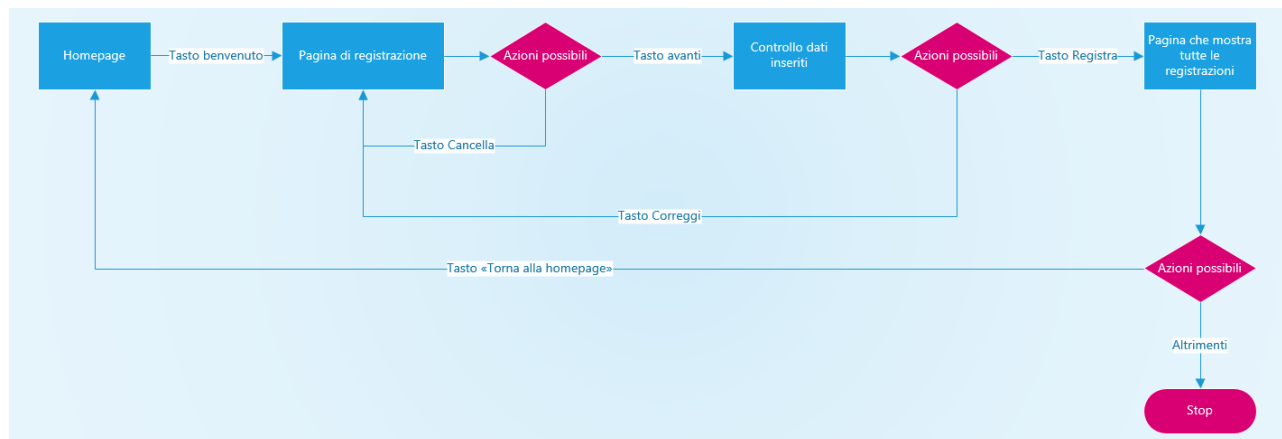 Homepage
Tasto benvenuto
Pagina di registrazione
Azioni possibili
Tasto avanti
Controllo dati
inseriti
Azioni possibili
Tasto Registra
Pagina che mostra
tutte le
registrazioni
Tasto Cancella
Tasto Correggi
Tasto «Torna alla homepage»
Azioni possibili
Altrimenti
Stop